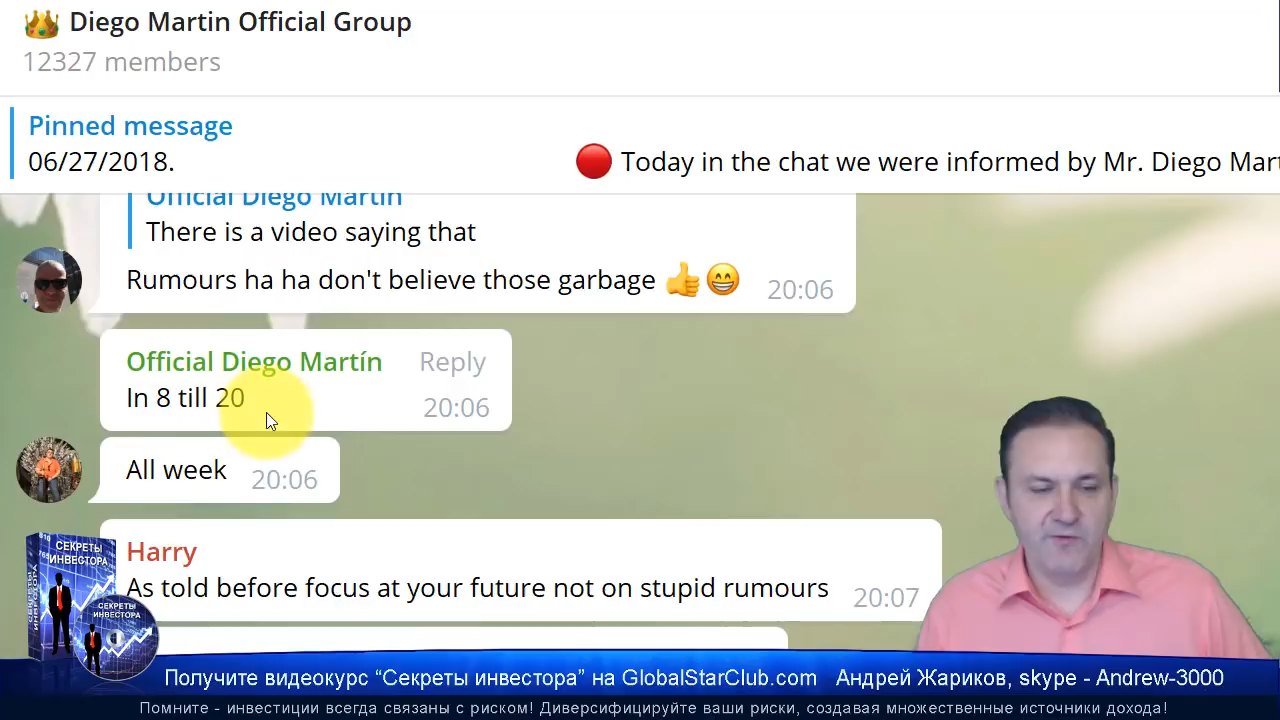 Diego Martin Official Group
12327 members
Pinned message
06/27/2018. Today in the chat we were informed by Mr. Diego Mart
Official Diego Martin
There is a video saying that
Rumours ha ha don't believe those garbage 👍😁 20:06
Official Diego Martín Reply
In 8 till 20 20:06
All week 20:06
Harry
As told before focus at your future not on stupid rumours 20:07
СЕКРЕТЫ
ИНВЕСТОРА
СЕКРЕТЫ
ИНВЕСТОРА
СЕКРЕТЫ
ИНВЕСТОРА
Получите видеокурс “Секреты инвестора” на GlobalStarClub.com Андрей Жариков, skype - Andrew-3000
Помните - инвестиции всегда связаны с риском! Диверсифицируйте ваши риски, создавая множественные источники дохода!